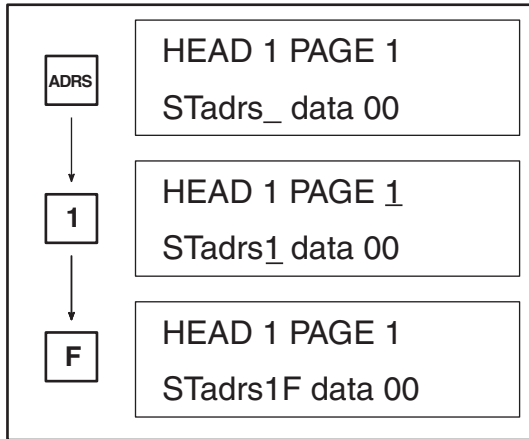 ADRS
HEAD 1 PAGE 1
STadrs_ data 00
1
HEAD 1 PAGE 1
STadrs1 data 00
F
HEAD 1 PAGE 1
STadrs1F data 00